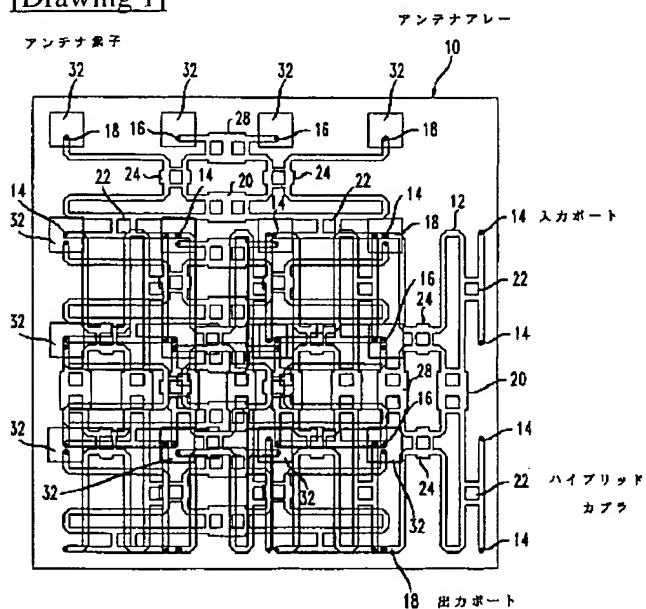 [Drawing 1]
アンテナアレー
アンテナ素子
32 32 32 32 10
18 16 28 16 18
24 20 24
22 14 14 22 12
14 18 14 入力ポート
32 22
24 16
14
32 28 20
16
32 14
32 32 24 22 ハイブリッド
32 カプラ
14
18 出力ポート